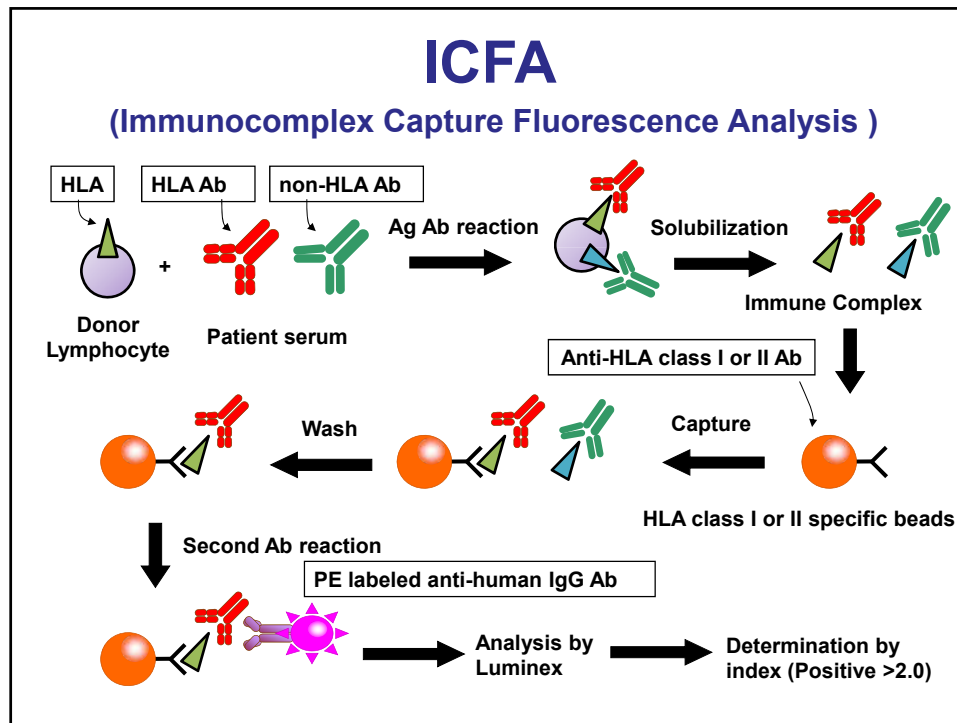 ICFA
(Immunocomplex Capture Fluorescence Analysis )
HLA
HLA Ab
non-HLA Ab
Ag Ab reaction
Solubilization
+
Donor
Lymphocyte
Patient serum
Immune Complex
Anti-HLA class I or II Ab
Wash
Capture
HLA class I or II specific beads
Second Ab reaction
PE labeled anti-human IgG Ab
Analysis by
Luminex
Determination by
index (Positive >2.0)